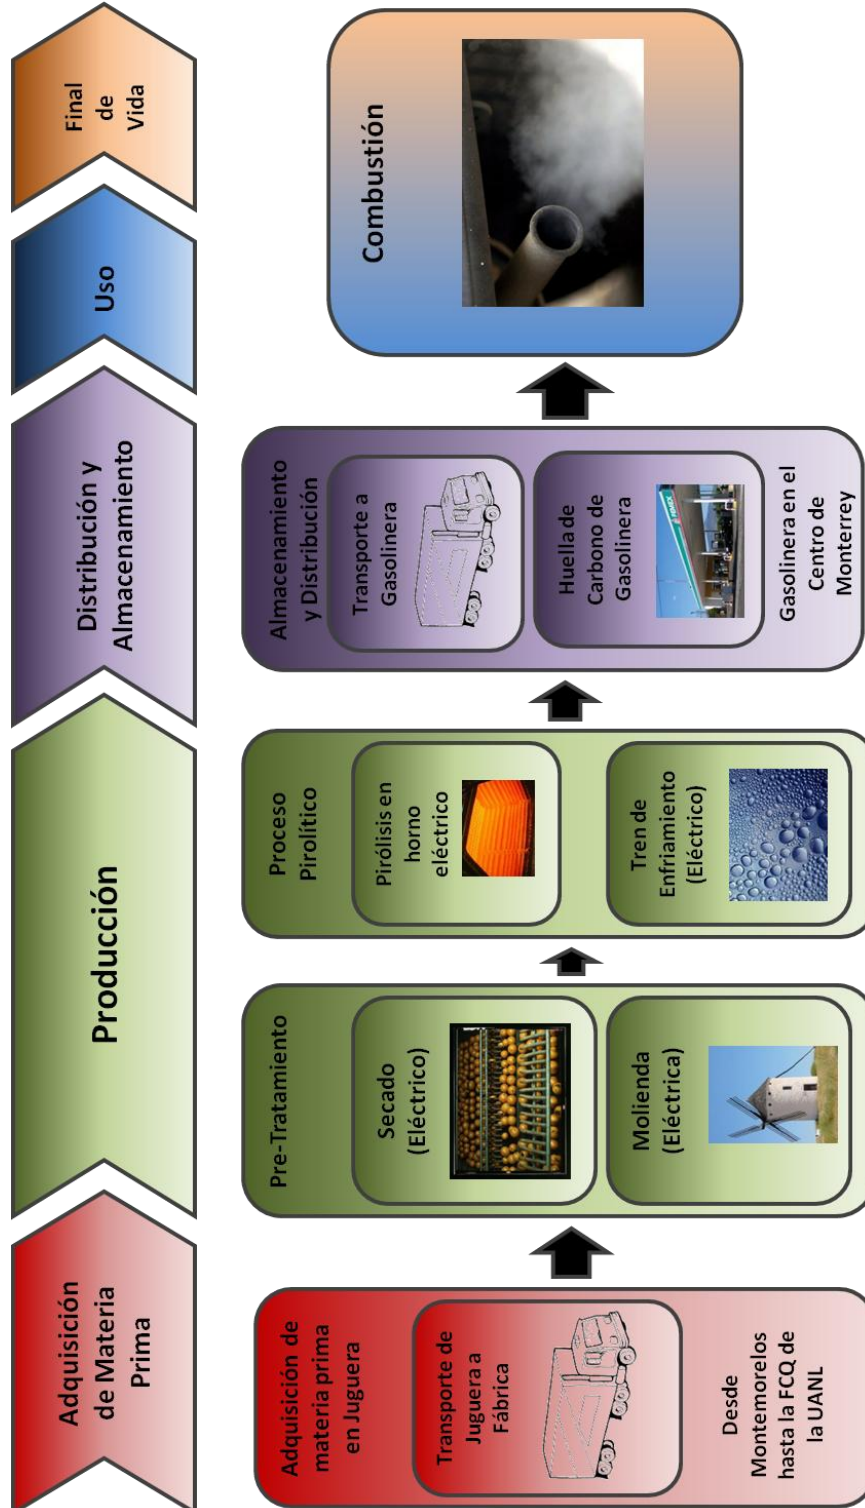 Adquisición
de Materia
Prima
Producción
Distribución y
Almacenamiento
Uso
Final
de
Vida
Adquisición de
materia prima
en Juguera
Transporte de
Juguera a
Fábrica
Desde
Montemorelos
hasta la FCQ de
la UANL
Pre-Tratamiento
Secado
(Eléctrico)
Molienda
(Eléctrica)
Proceso
Pirolítico
Pirólisis en
horno
eléctrico
Tren de
Enfriamiento
(Eléctrico)
Almacenamiento
y Distribución
Transporte a
Gasolinera
Huella de
Carbono de
Gasolinera
PEMEX
Gasolinera en el
Centro de
Monterrey
Combustión